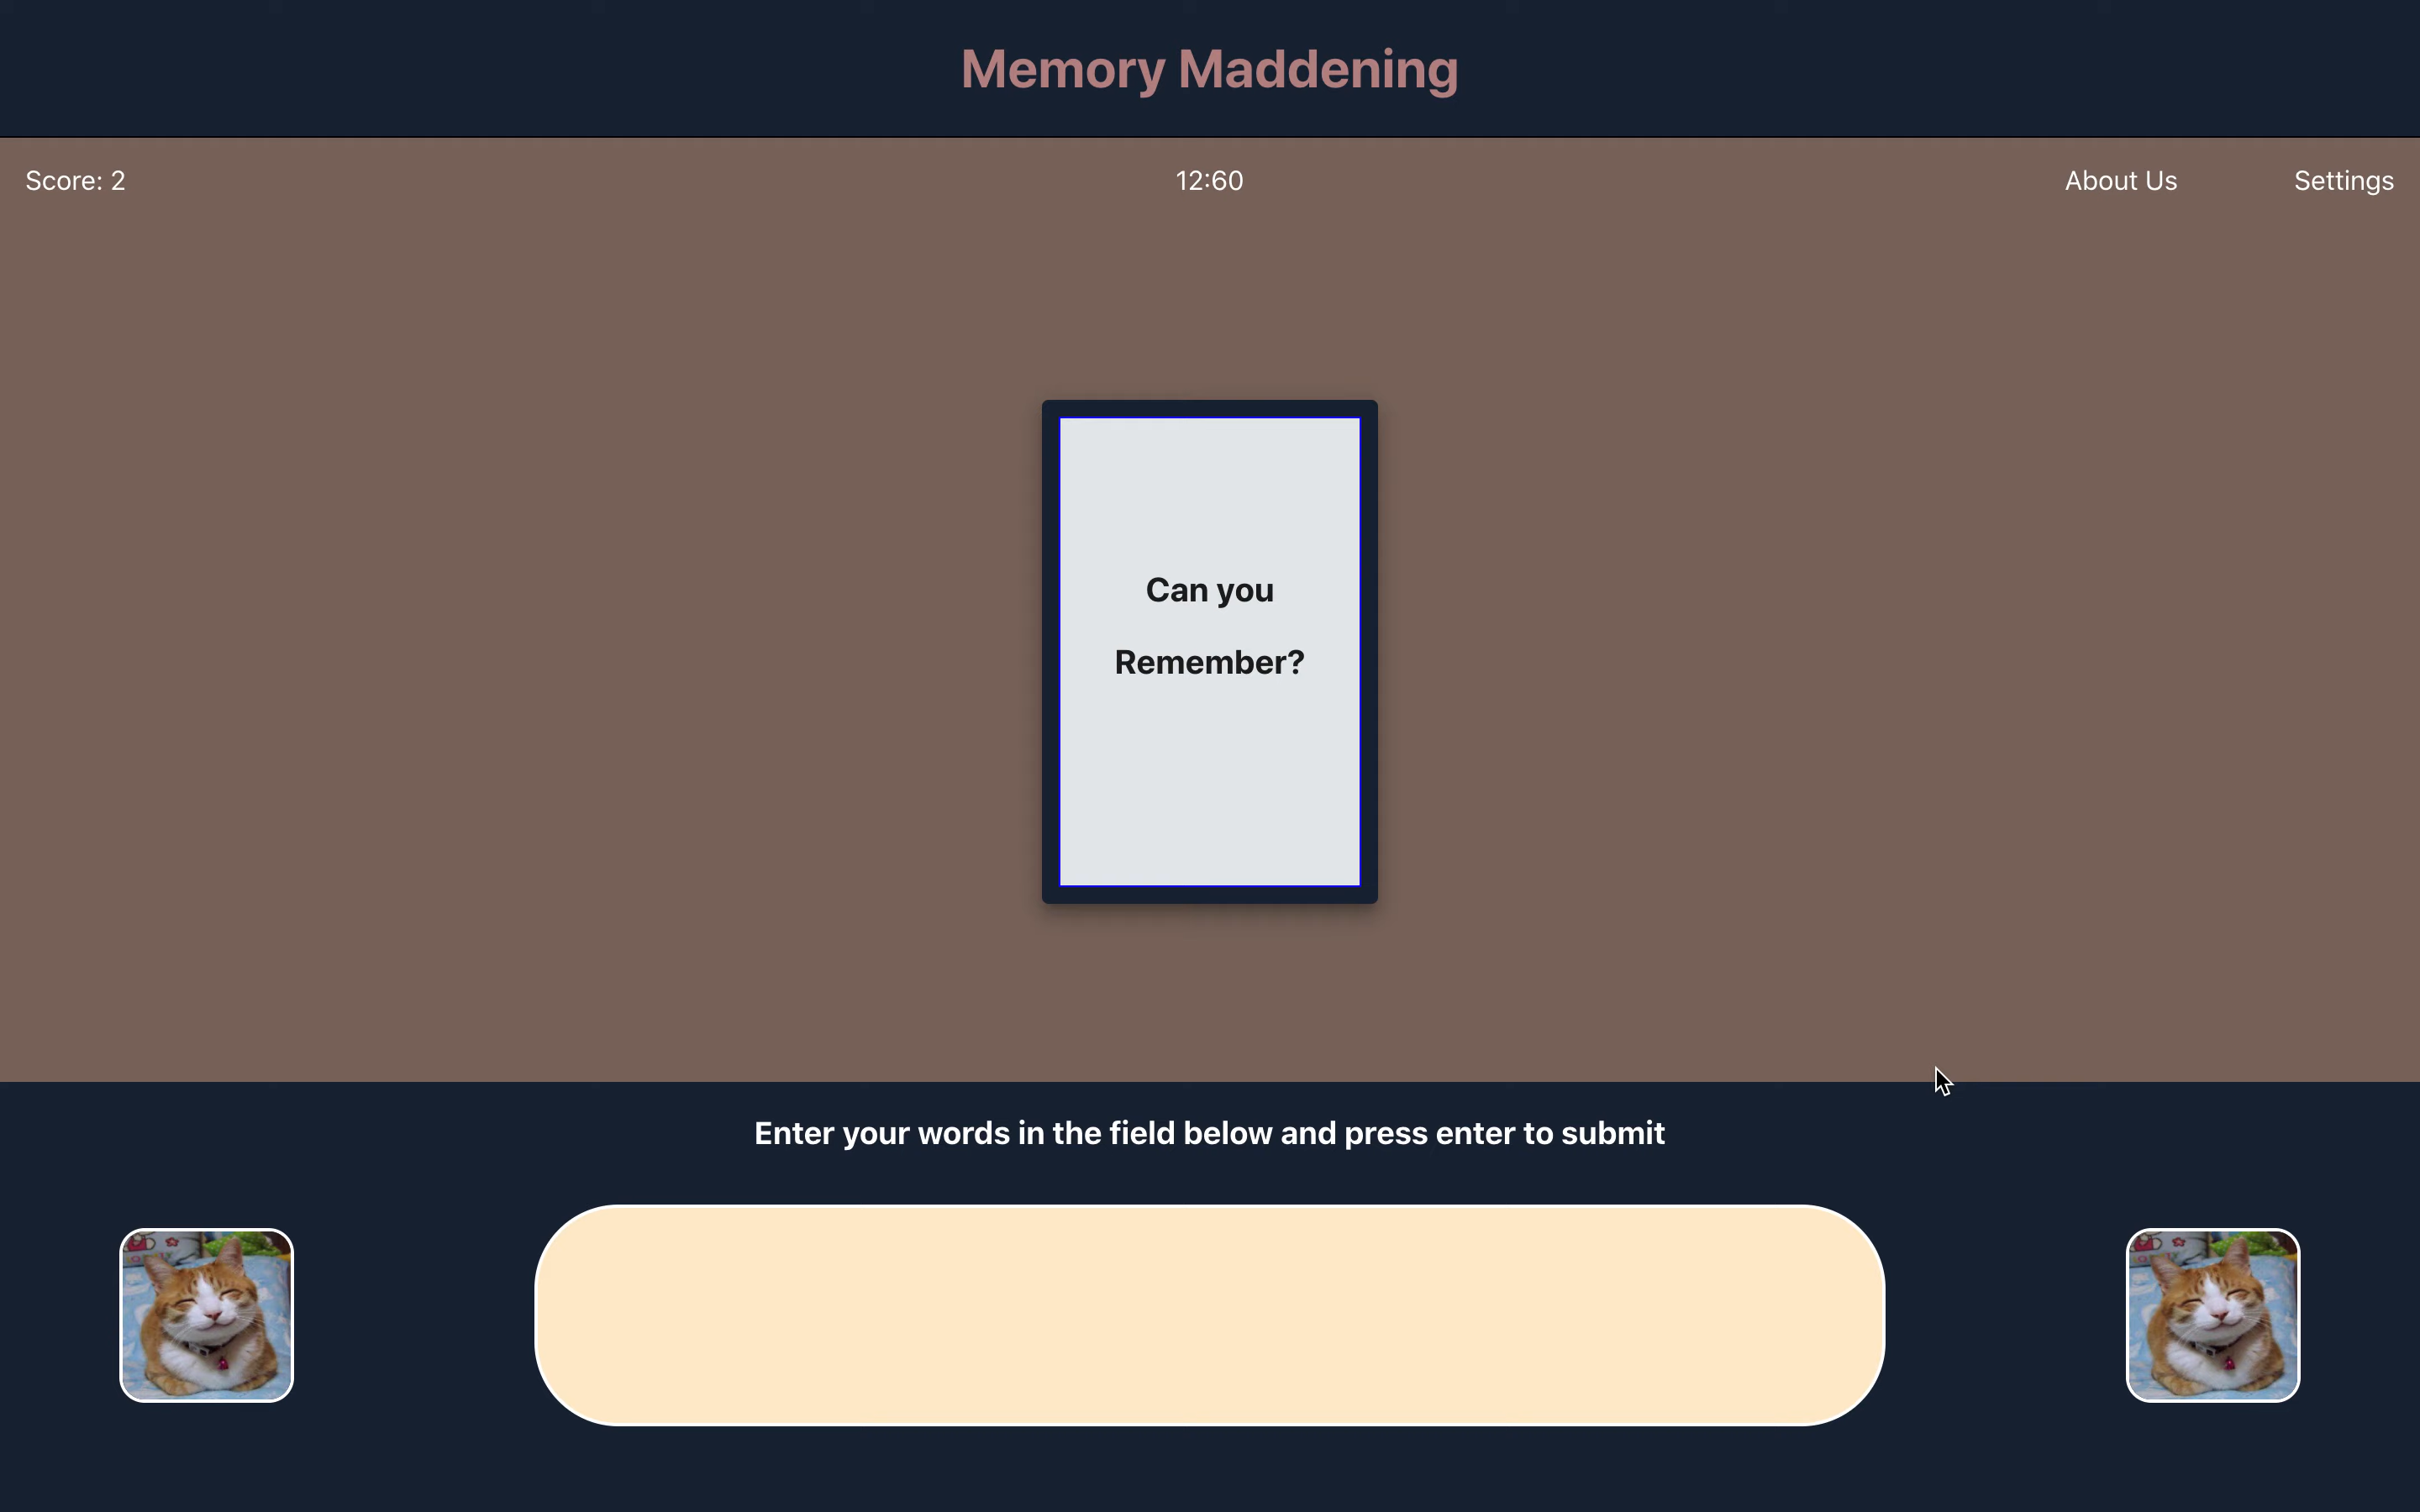 Memory Maddening
Score: 2
12:60
About Us
Settings
Can you
Remember?
Enter your words in the field below and press enter to submit